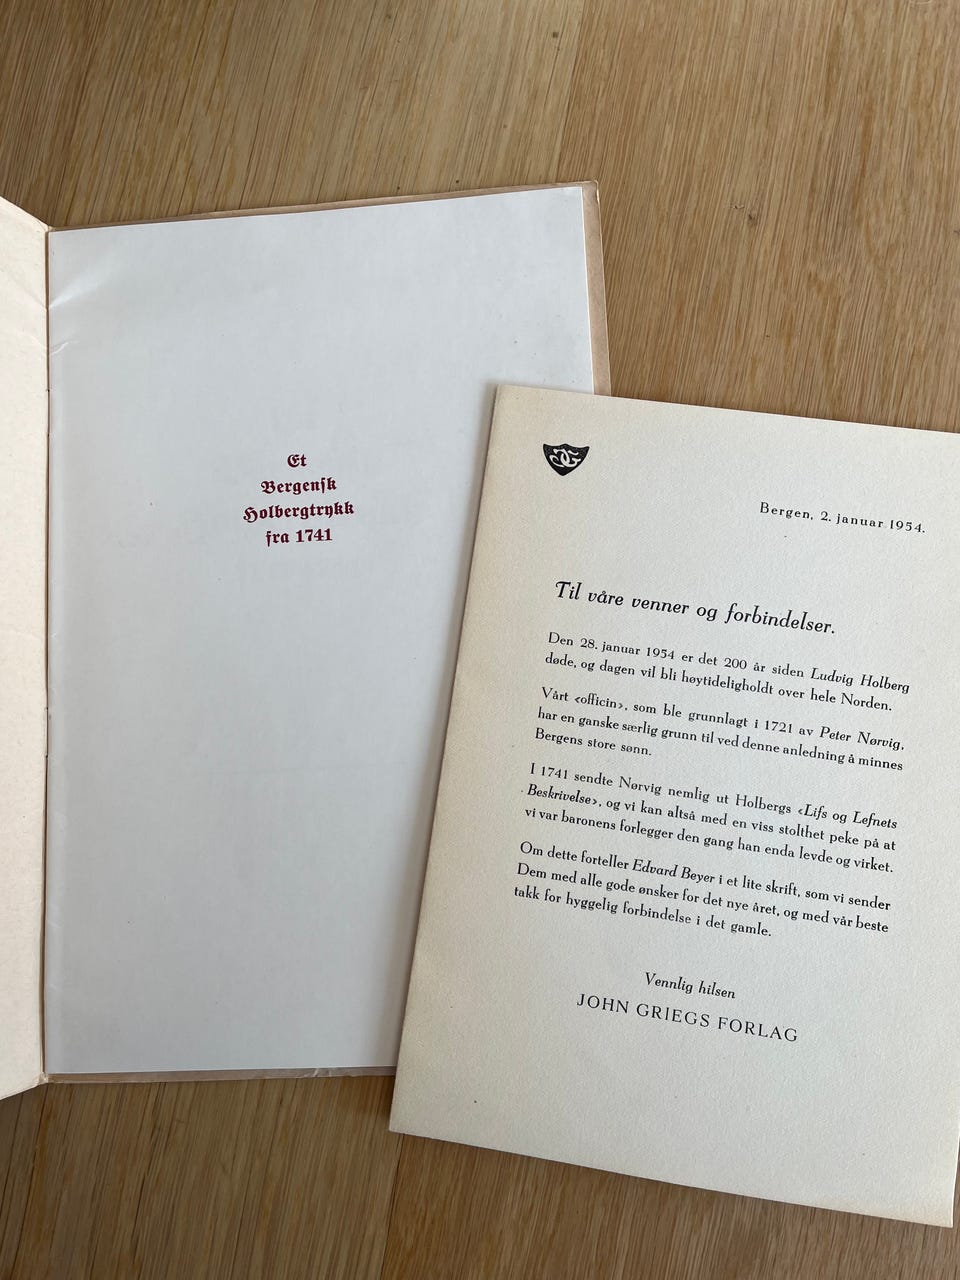 Et
Bergensk
Holbergtrykk
fra 1741
JG
Bergen, 2. januar 1954.
Til våre venner og forbindelser.
Den 28. januar 1954 er det 200 år siden Ludvig Holberg
døde, og dagen vil bli høytideligholdt over hele Norden.
Vårt ‹officin›, som ble grunnlagt i 1721 av Peter Nørvig,
har en ganske særlig grunn til ved denne anledning å minnes
Bergens store sønn.
I 1741 sendte Nørvig nemlig ut Holbergs ‹Lifs og Lefnets
Beskrivelse›, og vi kan altså med en viss stolthet peke på at
vi var baronens forlegger den gang han enda levde og virket.
Om dette forteller Edvard Beyer i et lite skrift, som vi sender
Dem med alle gode ønsker for det nye året, og med vår beste
takk for hyggelig forbindelse i det gamle.
Vennlig hilsen
JOHN GRIEGS FORLAG